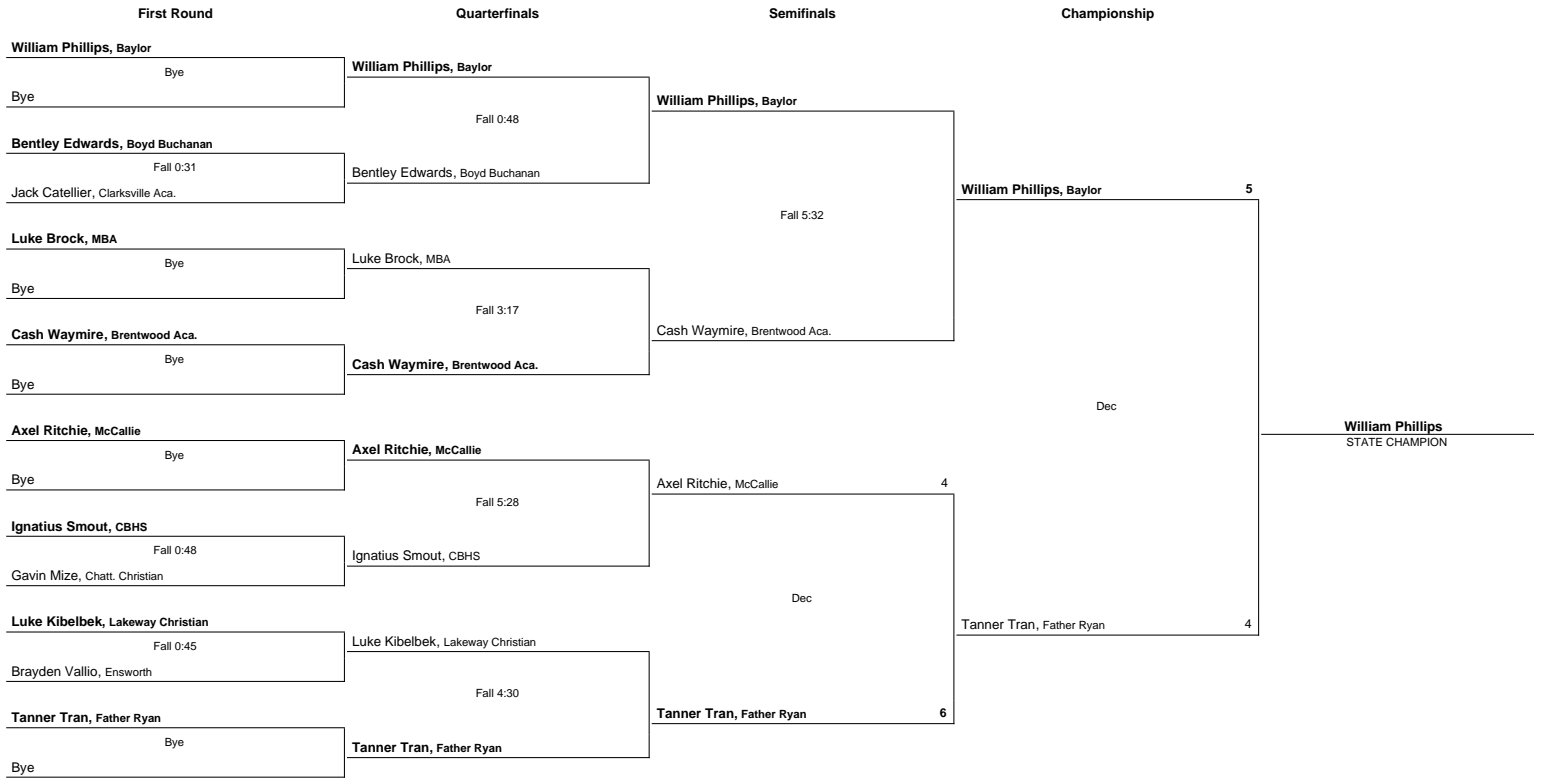 First Round
Quarterfinals
Semifinals
Championship
William Phillips, Baylor
Bye
Bye
Bentley Edwards, Boyd Buchanan
Fall 0:31
Jack Catellier, Clarksville Aca.
Luke Brock, MBA
Bye
Bye
Cash Waymire, Brentwood Aca.
Bye
Bye
Axel Ritchie, McCallie
Bye
Bye
Ignatius Smout, CBHS
Fall 0:48
Gavin Mize, Chatt. Christian
Luke Kibelbek, Lakeway Christian
Fall 0:45
Brayden Vallio, Ensworth
Tanner Tran, Father Ryan
Bye
Bye
William Phillips, Baylor
Fall 0:48
Bentley Edwards, Boyd Buchanan
Luke Brock, MBA
Fall 3:17
Cash Waymire, Brentwood Aca.
Axel Ritchie, McCallie
Fall 5:28
Ignatius Smout, CBHS
Luke Kibelbek, Lakeway Christian
Fall 4:30
Tanner Tran, Father Ryan
William Phillips, Baylor
Fall 5:32
Cash Waymire, Brentwood Aca.
Axel Ritchie, McCallie 4
Dec
Tanner Tran, Father Ryan 6
William Phillips, Baylor 5
Dec
Tanner Tran, Father Ryan 4
William Phillips
STATE CHAMPION